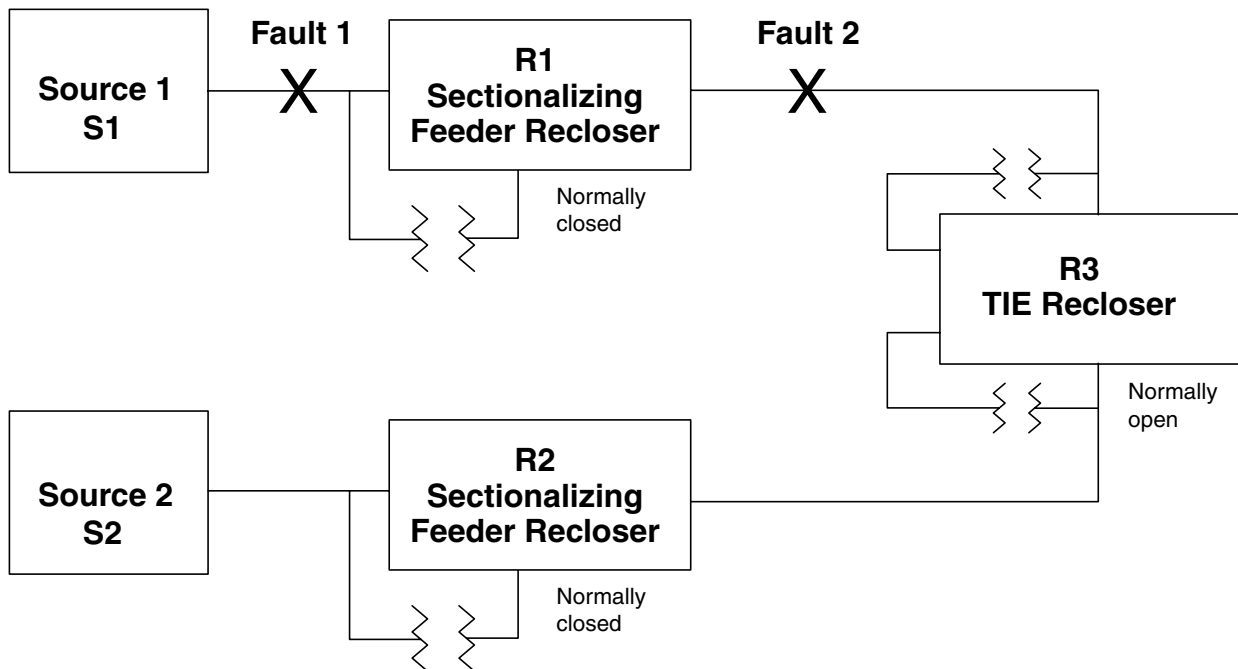 Fault 1
Fault 2
Source 1
S1
R1
Sectionalizing
Feeder Recloser
Normally
closed
R3
TIE Recloser
Normally
open
Source 2
S2
R2
Sectionalizing
Feeder Recloser
Normally
closed